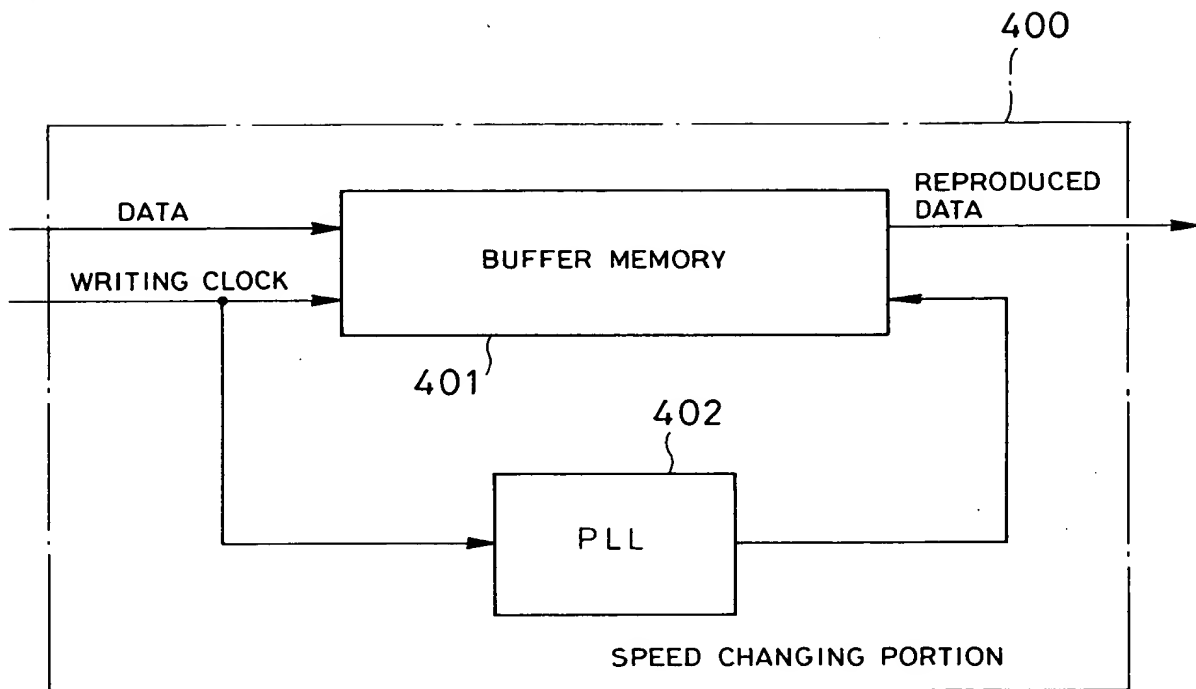 400
DATA
REPRODUCED
DATA
BUFFER MEMORY
WRITING CLOCK
401
402
PLL
SPEED CHANGING PORTION